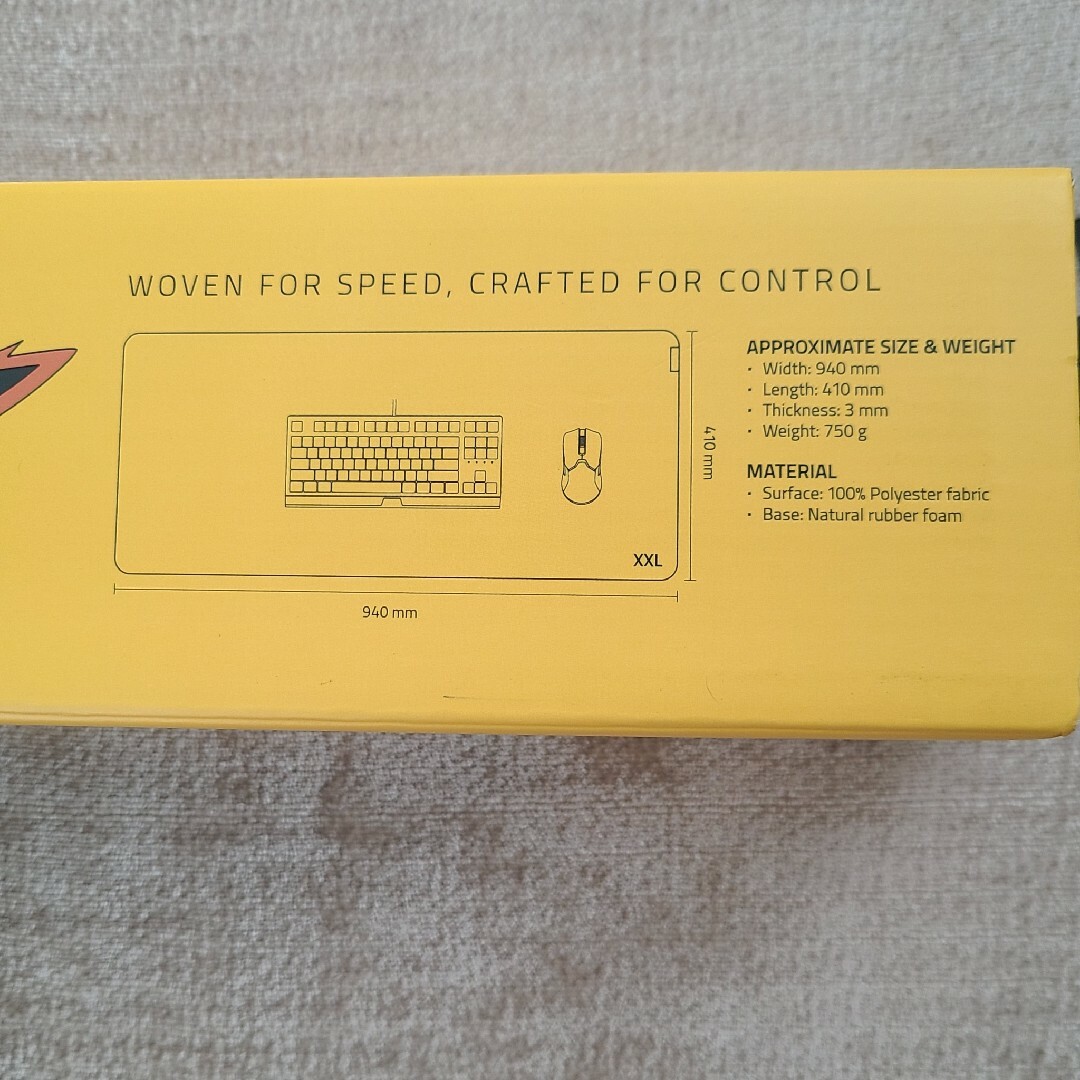 WOVEN FOR SPEED, CRAFTED FOR CONTROL
APPROXIMATE SIZE & WEIGHT
· Width: 940 mm
· Length: 410 mm
· Thickness: 3 mm
· Weight: 750 g
MATERIAL
· Surface: 100% Polyester fabric
· Base: Natural rubber foam
410 mm
XXL
940 mm